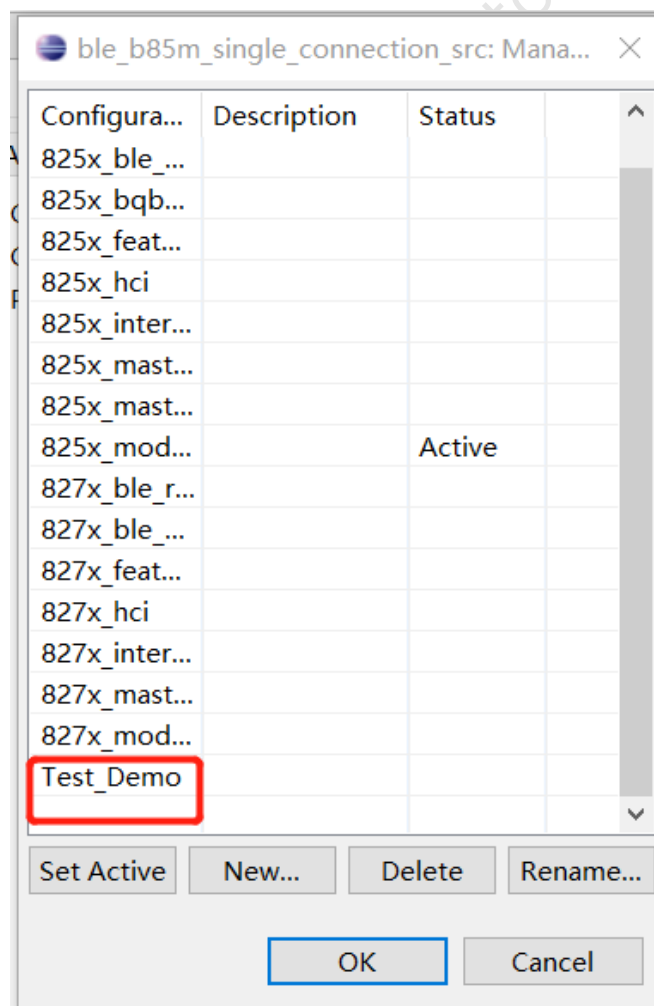 ble_b85m_single_connection_src: Mana...
Configura... Description Status
825x_ble_...
825x_bqb...
825x_feat...
825x_hci
825x_inter...
825x_mast...
825x_mast...
825x_mod... Active
827x_ble_r...
827x_ble_...
827x_feat...
827x_hci
827x_inter...
827x_mast...
827x_mod...
Test_Demo
Set Active New... Delete Rename...
OK Cancel